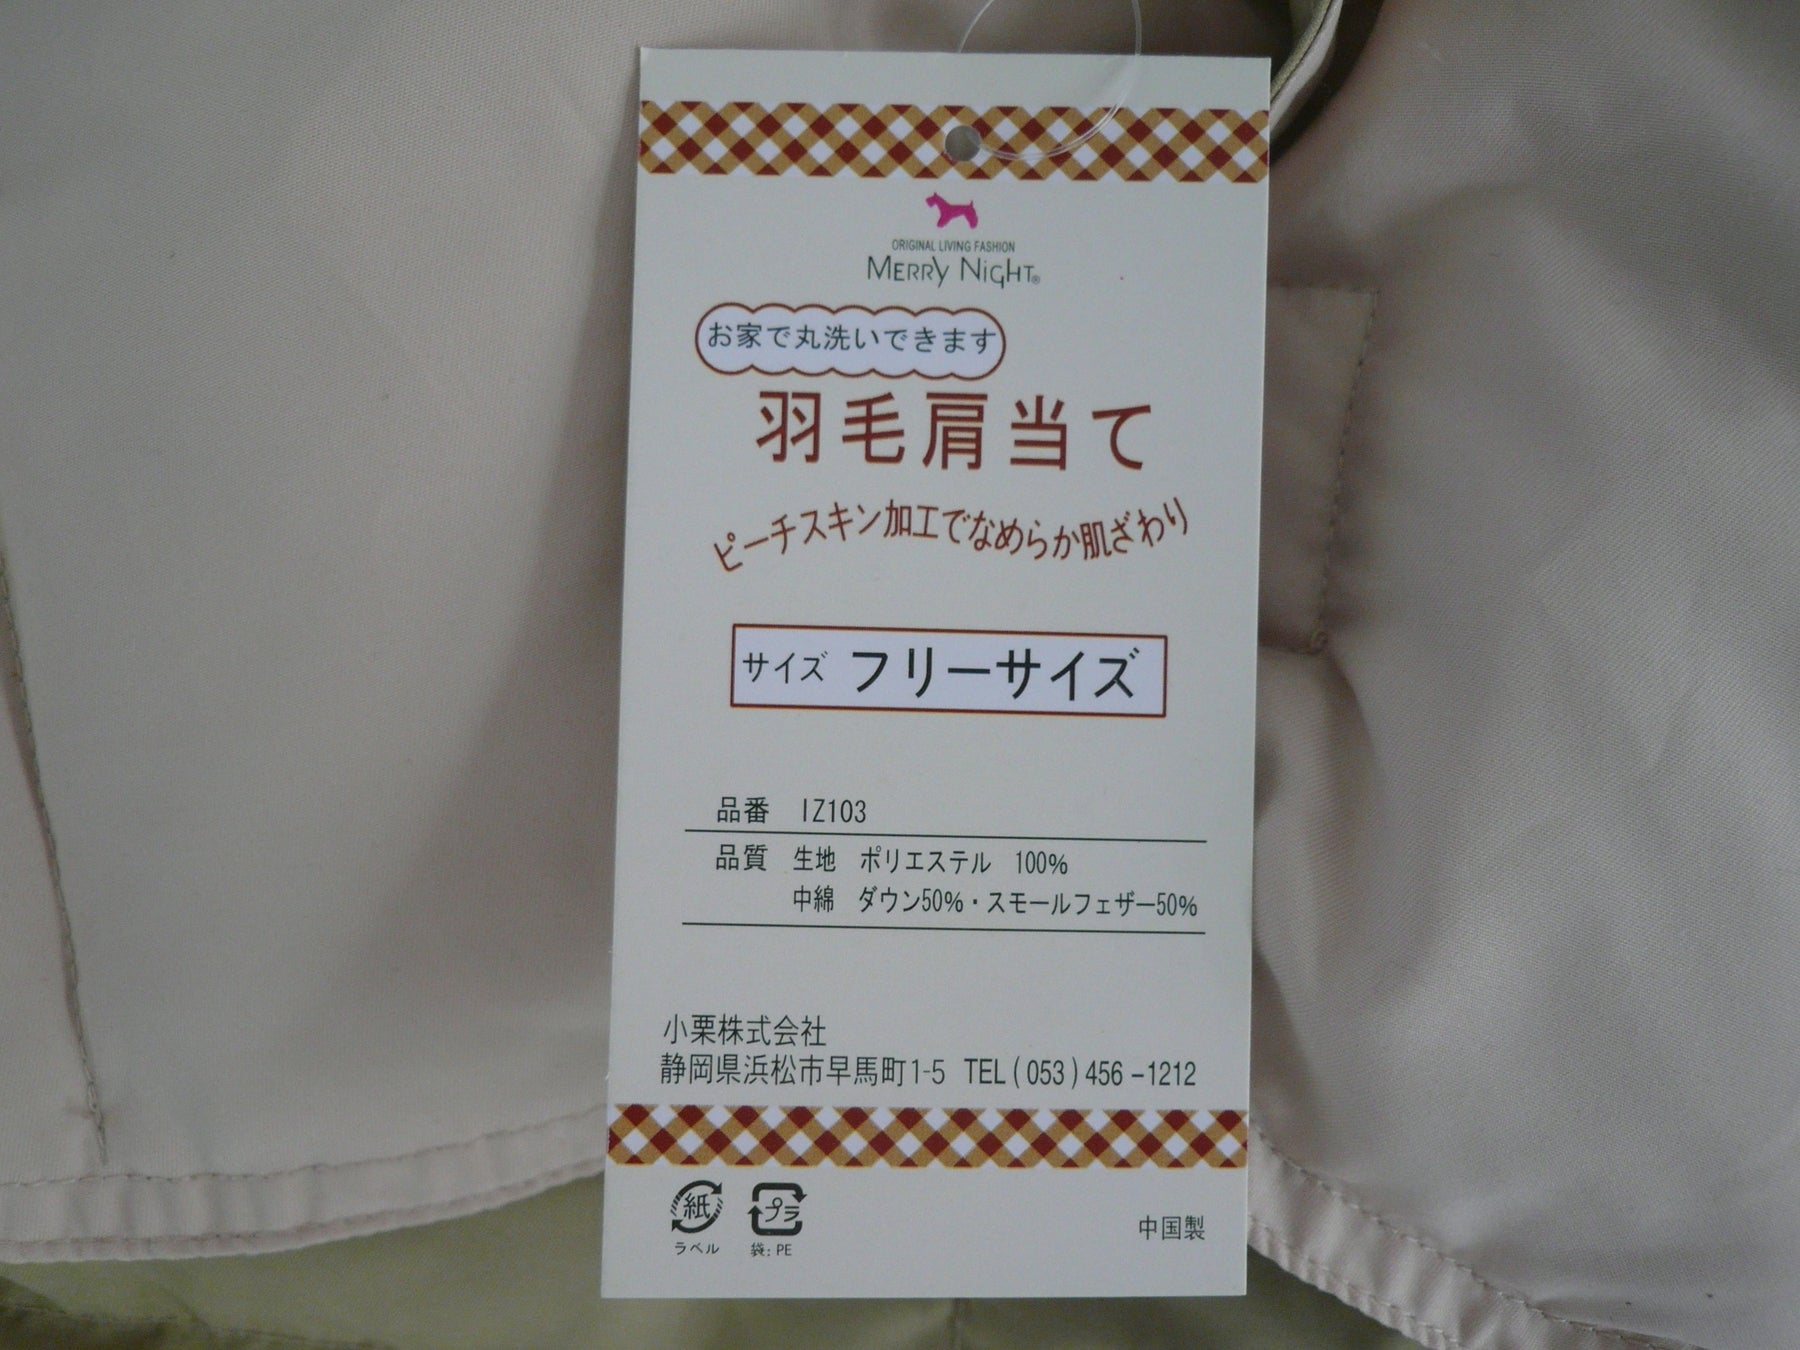 ORIGINAL LIVING FASHION
MERRY NIGHT®
お家で丸洗いできます
羽毛肩当て
ピーチスキン加工でなめらか肌ざわり
サイズ フリーサイズ
品番 IZ103
品質 生地 ポリエステル 100%
中綿 ダウン50%・スモールフェザー50%
小栗株式会社
静岡県浜松市早馬町1-5 TEL(053)456-1212
紙 プラ
ラベル 袋:PE
中国製